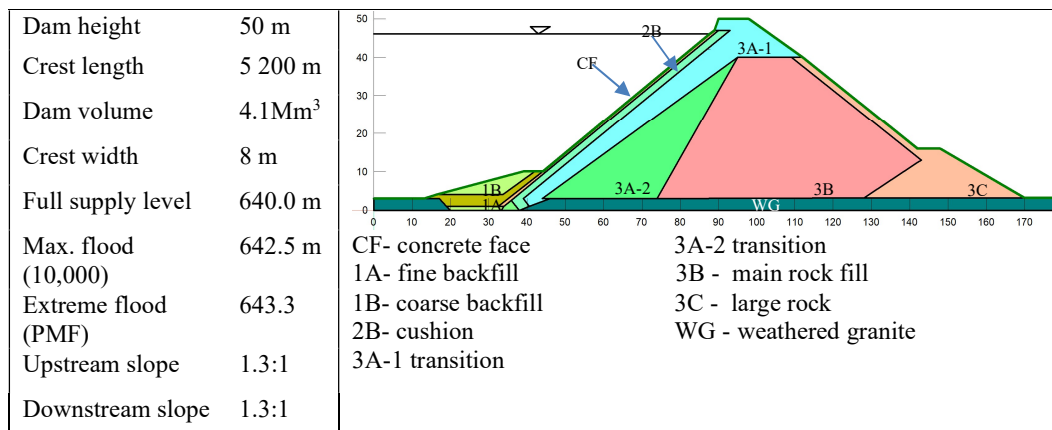 Dam height 50 m
Crest length 5 200 m
Dam volume 4.1Mm³
Crest width 8 m
Full supply level 640.0 m
Max. flood 642.5 m
(10,000)
Extreme flood 643.3
(PMF)
Upstream slope 1.3:1
Downstream slope 1.3:1
50
40
30
20
10
0
2B
CF
3A-1
1B
1A
3A-2
3B
3C
WG
0 10 20 30 40 50 60 70 80 90 100 110 120 130 140 150 160 170
CF- concrete face 3A-2 transition
1A- fine backfill 3B - main rock fill
1B- coarse backfill 3C - large rock
2B- cushion WG - weathered granite
3A-1 transition